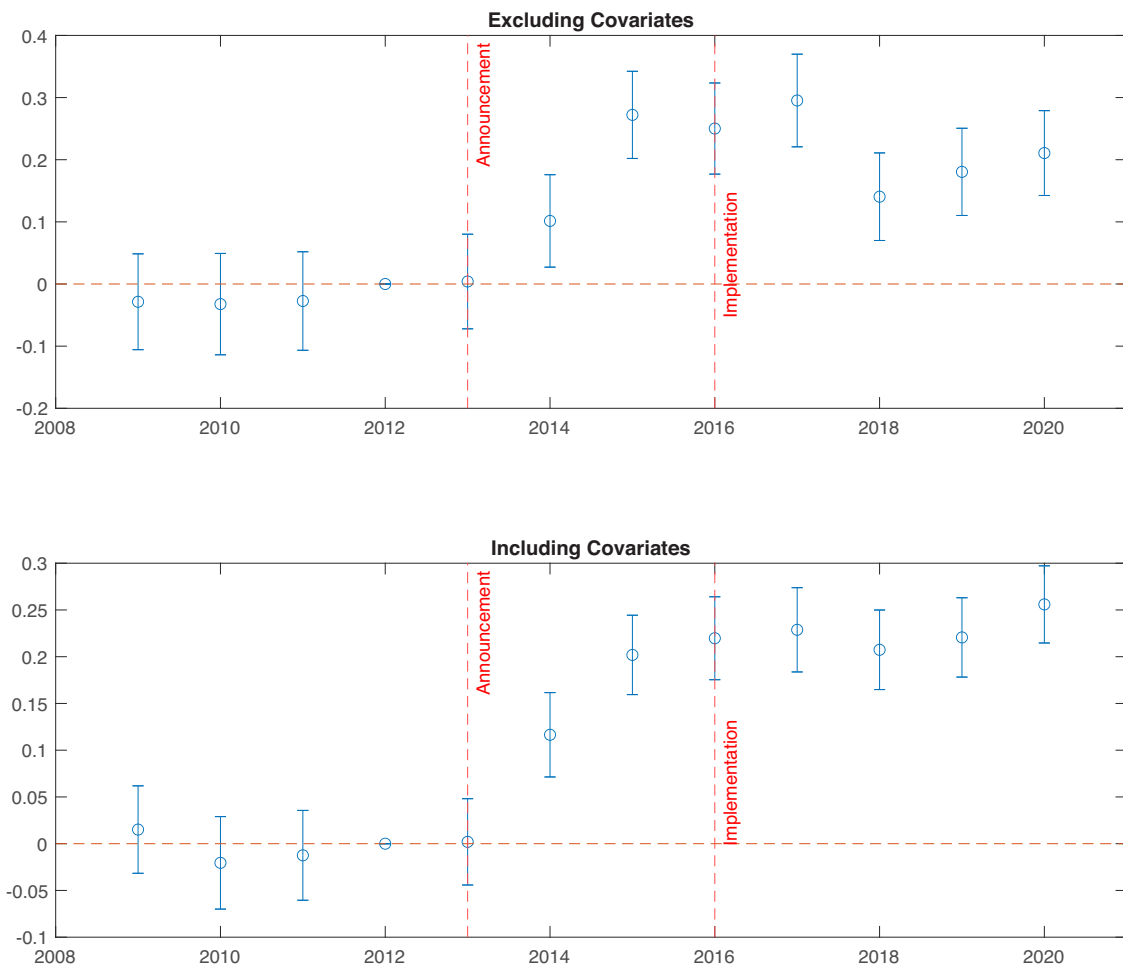 Excluding Covariates
0.4
0.3
0.2
0.1
0
-0.1
-0.2
Announcement
Implementation
2008 2010 2012 2014 2016 2018 2020
Including Covariates
0.3
0.25
0.2
0.15
0.1
0.05
0
-0.05
-0.1
Announcement
Implementation
2008 2010 2012 2014 2016 2018 2020